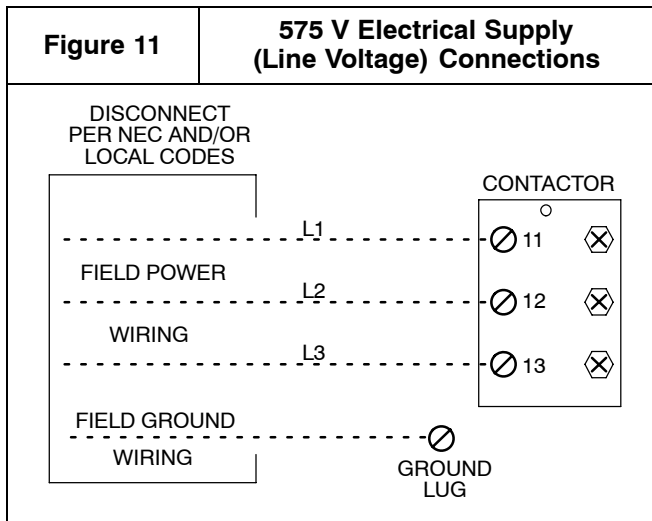 Figure 11
575 V Electrical Supply
(Line Voltage) Connections
DISCONNECT
PER NEC AND/OR
LOCAL CODES
CONTACTOR
L1
11
FIELD POWER
L2
12
WIRING
L3
13
FIELD GROUND
WIRING
GROUND
LUG